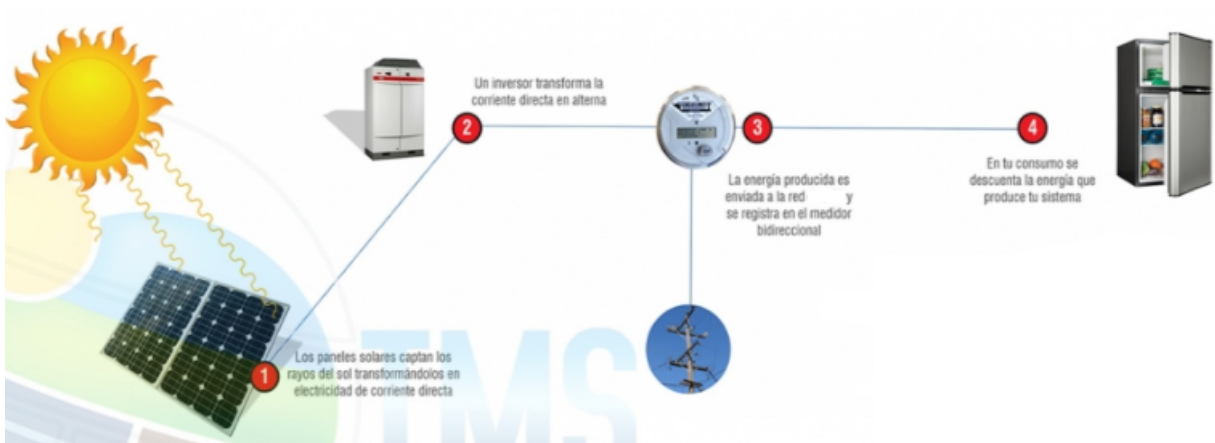 Un inversor transforma la
corriente directa en alterna
2
3
4
La energía producida es
enviada a la red y
se registra en el medidor
bidireccional
En tu consumo se
descuenta la energía que
produce tu sistema
1
Los paneles solares captan los
rayos del sol transformándolos en
electricidad de corriente directa
TMS